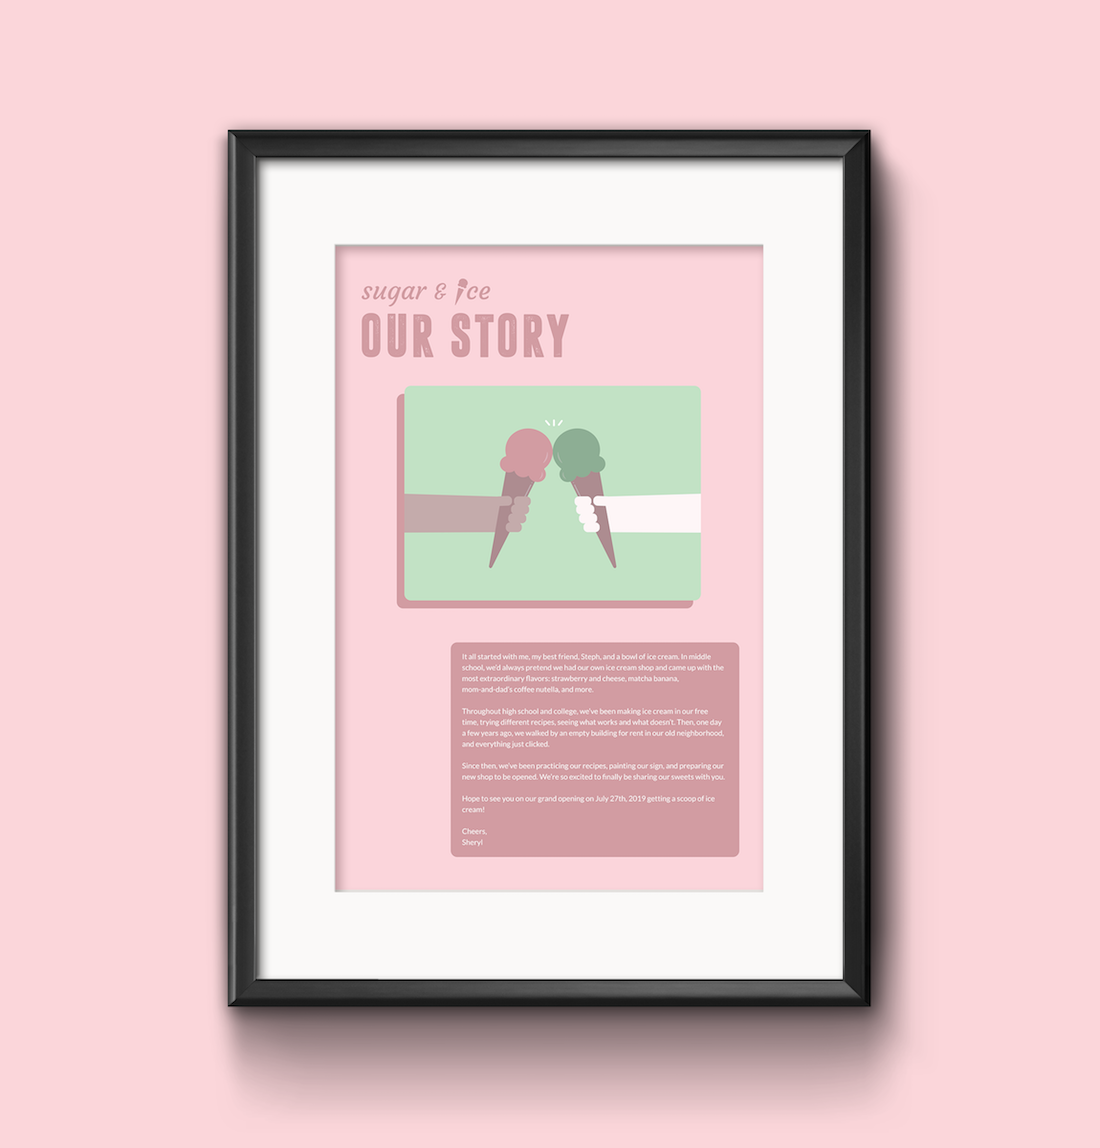 sugar & ice
OUR STORY
It all started with me, my best friend, Steph, and a bowl of ice cream. In middle
school, we'd always pretend we had our own ice cream shop and came up with the
most extraordinary flavors: strawberry and cheese, matcha banana,
mom-and-dad's coffee nutella, and more.
Throughout high school and college, we've been making ice cream in our free
time, trying different recipes, seeing what works and what doesn't. Then, one day
a few years ago, we walked by an empty building for rent in our old neighborhood.
and everything just clicked.
Since then, we've been practicing our recipes, painting our sign, and preparing our
new shop to be opened. We're so excited to finally be sharing our sweets with you.
Hope to see you on our grand opening on July 27th, 2019 getting a scoop of ice
cream!
Cheers,
Sheryl